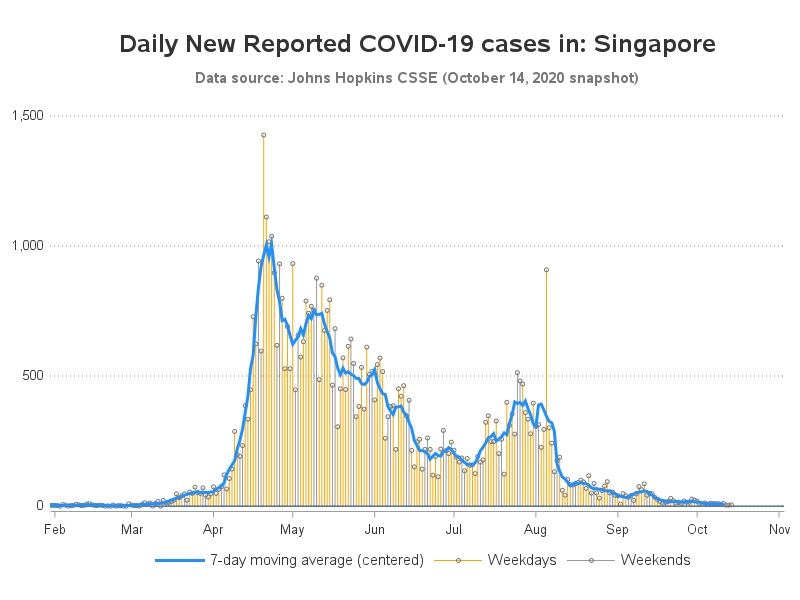 Daily New Reported COVID-19 cases in: Singapore
Data source: Johns Hopkins CSSE (October 14, 2020 snapshot)
1,500
1,000
500
0
Feb Mar Apr May Jun Jul Aug Sep Oct Nov
7-day moving average (centered) Weekdays Weekends